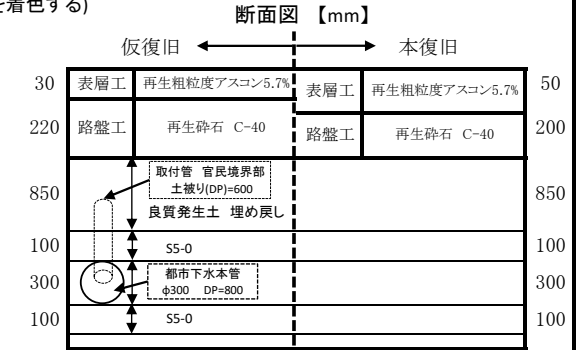 を着色する)
断面図 【mm】
仮復旧 本復旧
30 表層工 再生粗粒度アスコン5.7% 表層工 再生粗粒度アスコン5.7% 50
220 路盤工 再生砕石 C-40 路盤工 再生砕石 C-40 200
取付管 官民境界部
土被り(DP)=600
850 850
良質発生土 埋め戻し
100 S5-0 100
都市下水本管
300 300
φ300 DP=800
100 S5-0 100